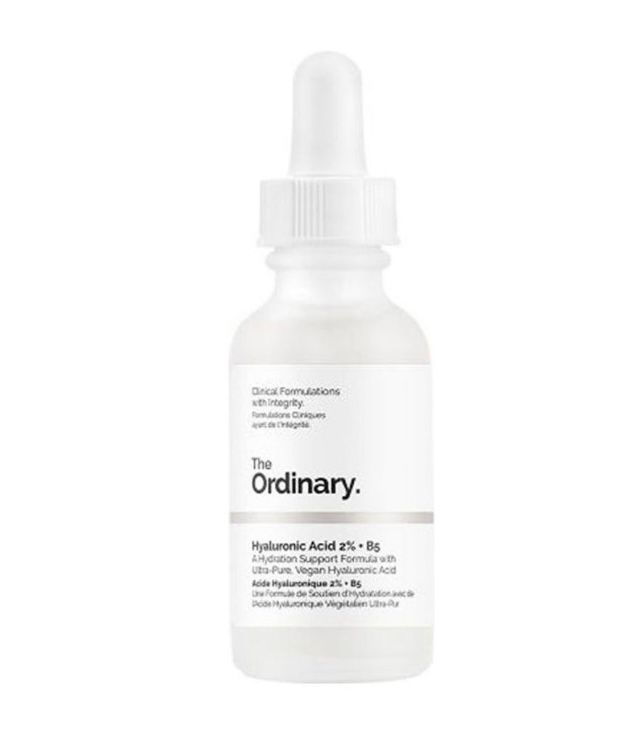 Clinical Formulations
with Integrity.
Formulations Cliniques
ayant de l'Intégrité.
The
Ordinary.
Hyaluronic Acid 2% + B5
A Hydration Support Formula with
Ultra-Pure, Vegan Hyaluronic Acid
Acide Hyaluronique 2% + B5
Une Formule de Soutien d'Hydratation avec de
l'Acide Hyaluronique Végétalien Ultra-Pur